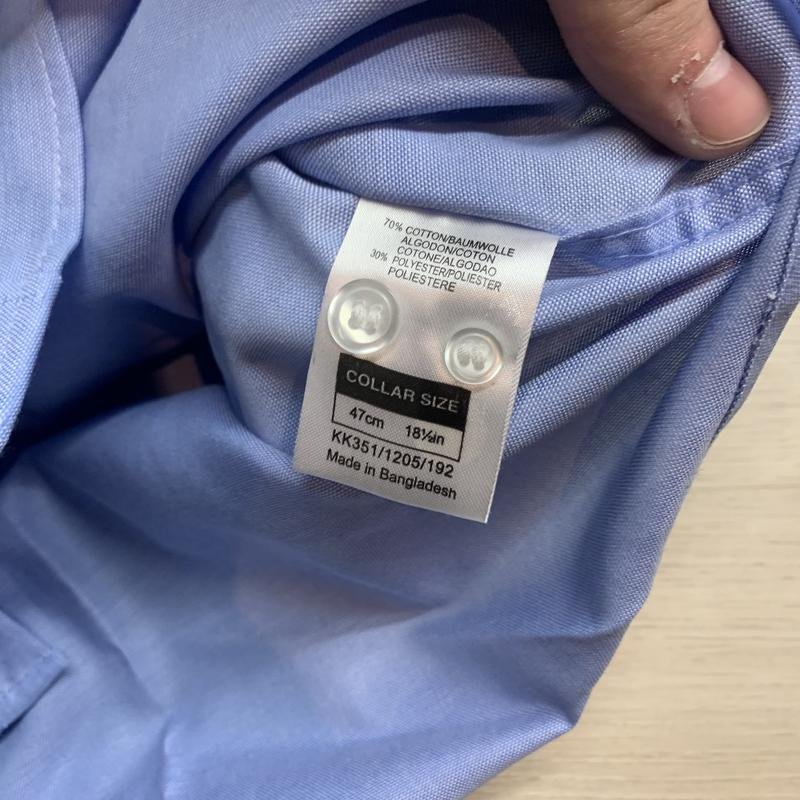 70% COTTON/BAUMWOLLE
ALGODON/COTON
COTONE/ALGODAO
30% POLYESTER/POLIESTER
POLIESTERE
COLLAR SIZE
47cm 18½in
KK351/1205/192
Made in Bangladesh